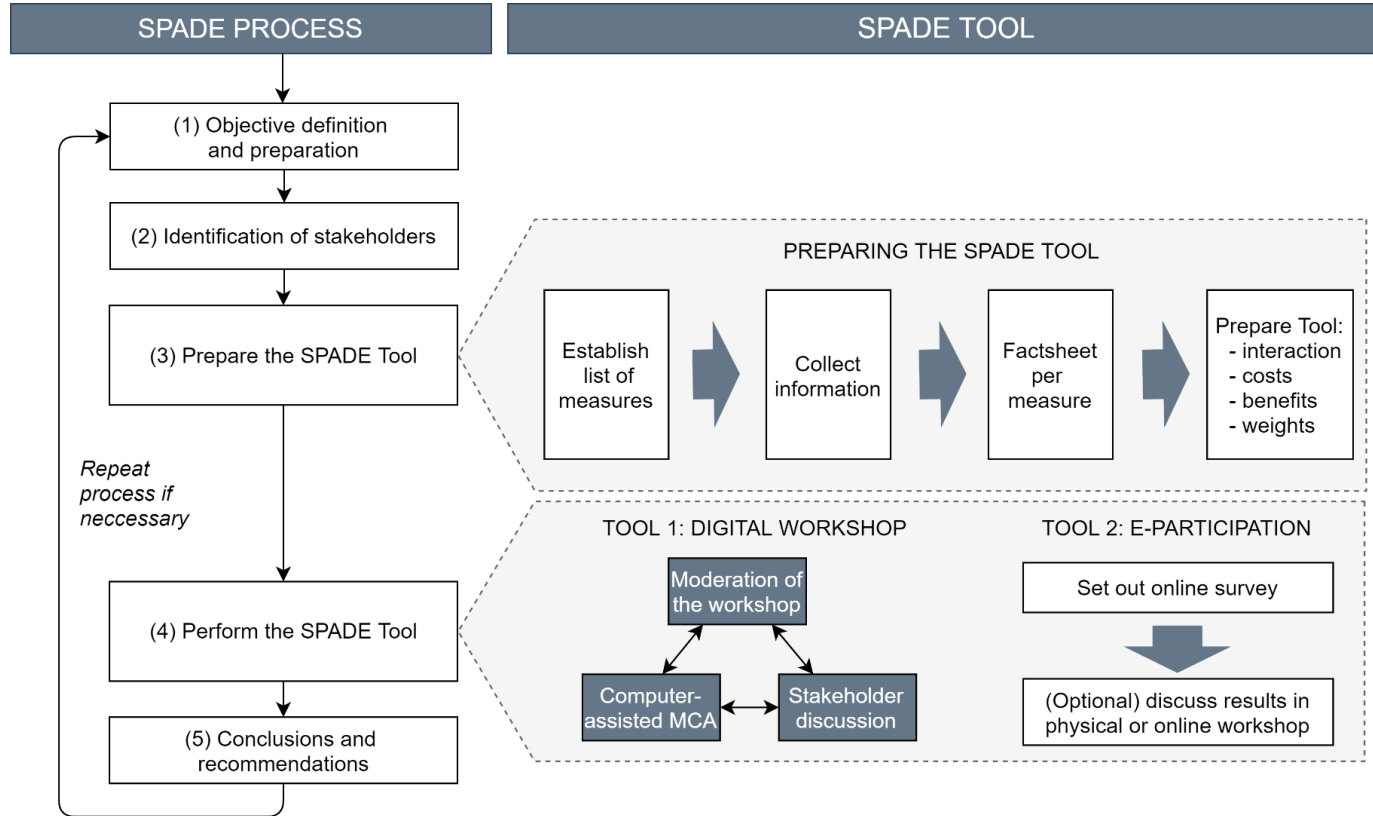 SPADE PROCESS
SPADE TOOL
(1) Objective definition
and preparation
(2) Identification of stakeholders
(3) Prepare the SPADE Tool
Repeat
process if
neccessary
(4) Perform the SPADE Tool
(5) Conclusions and
recommendations
PREPARING THE SPADE TOOL
Establish
list of
measures
Collect
information
Factsheet
per
measure
Prepare Tool:
- interaction
- costs
- benefits
- weights
TOOL 1: DIGITAL WORKSHOP
Moderation of
the workshop
Computer-
assisted MCA
Stakeholder
discussion
TOOL 2: E-PARTICIPATION
Set out online survey
(Optional) discuss results in
physical or online workshop